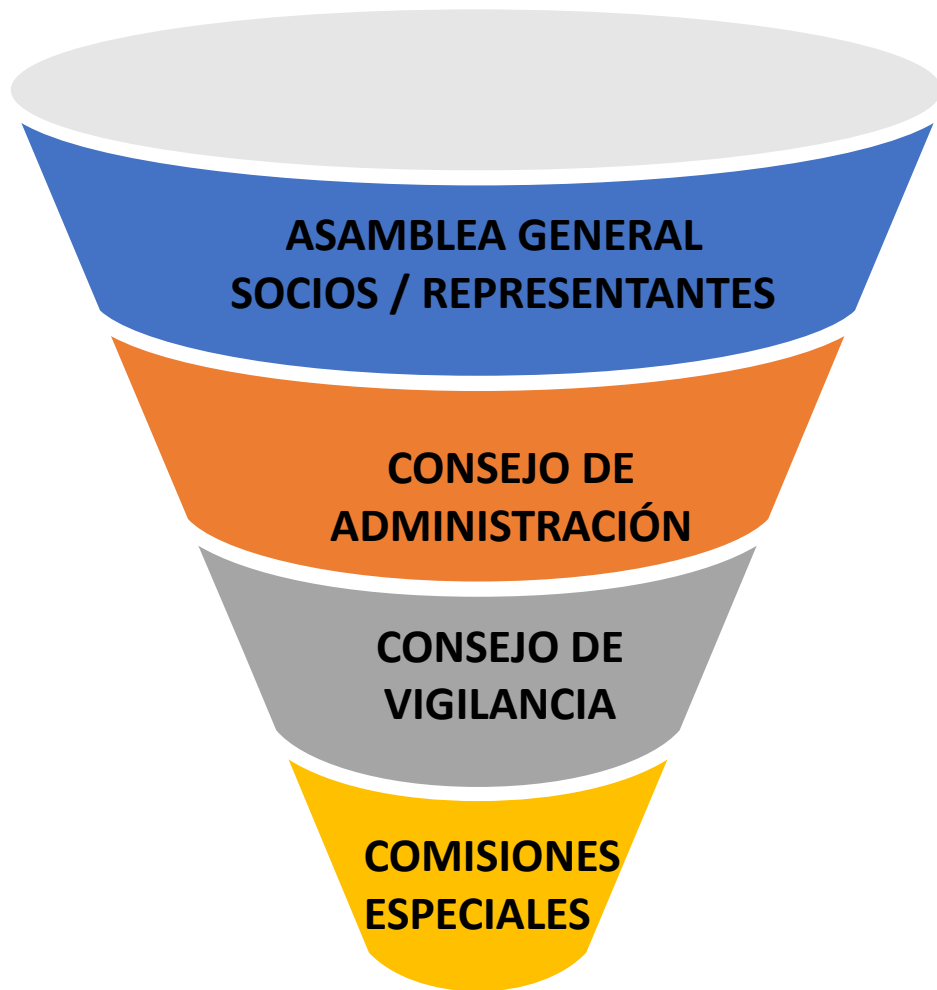 ASAMBLEA GENERAL
SOCIOS / REPRESENTANTES
CONSEJO DE
ADMINISTRACIÓN
CONSEJO DE
VIGILANCIA
COMISIONES
ESPECIALES